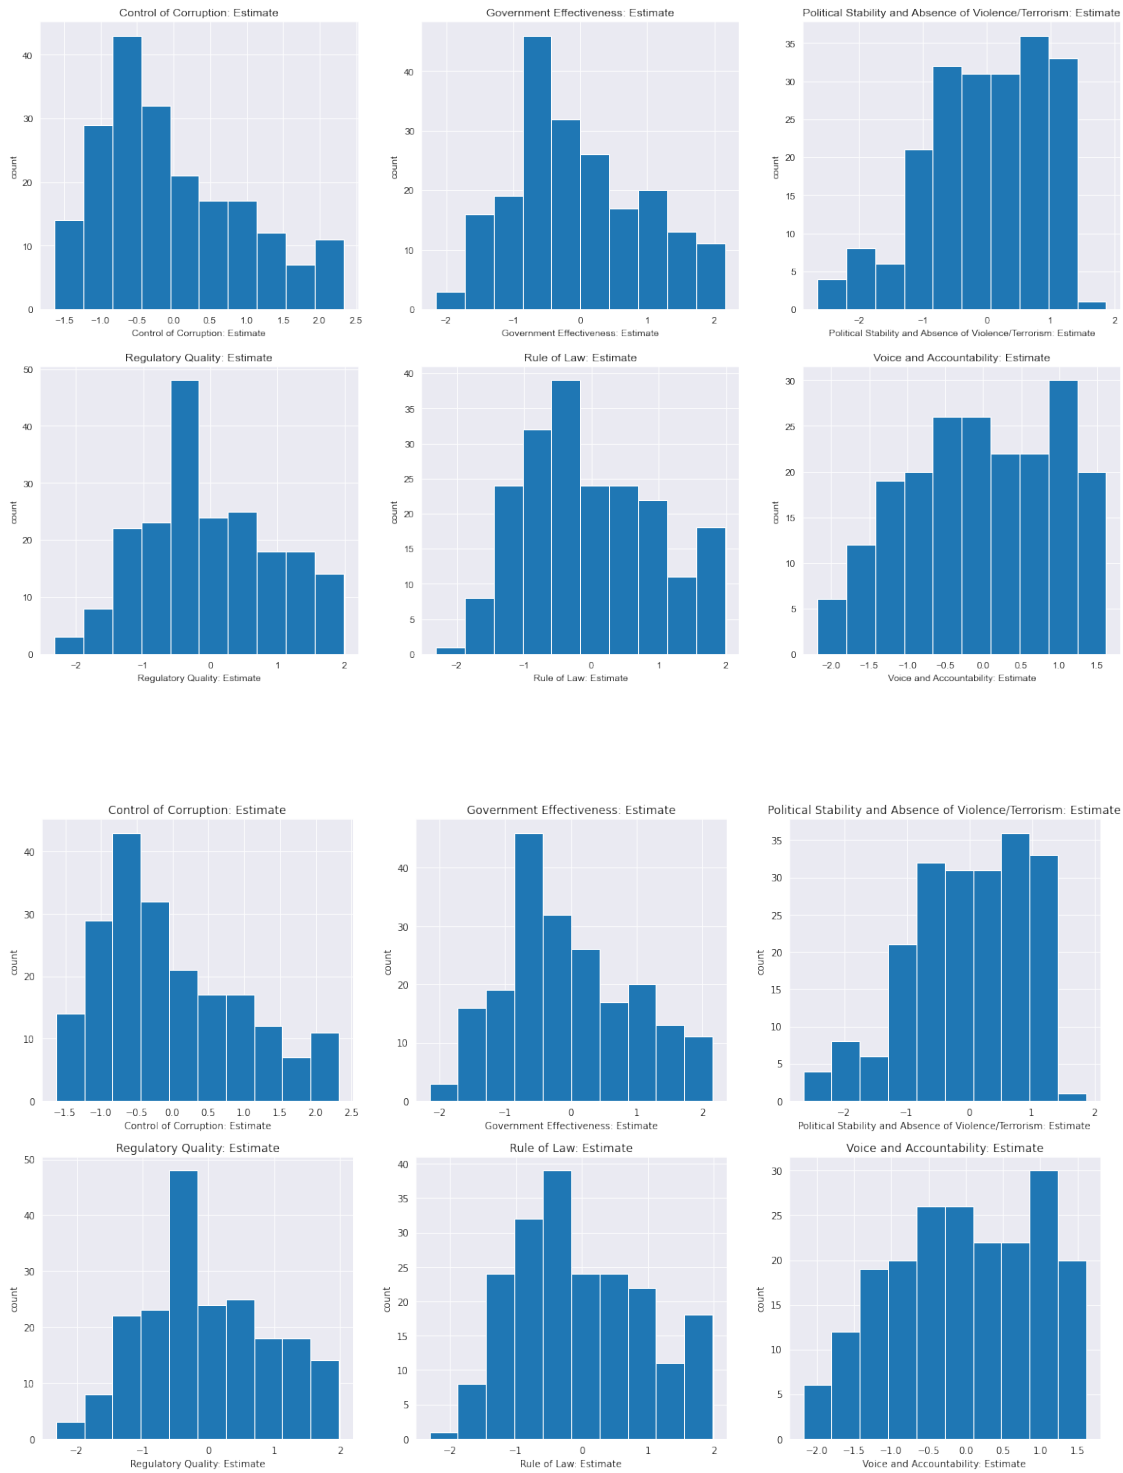 Control of Corruption: Estimate
Government Effectiveness: Estimate
Political Stability and Absence of Violence/Terrorism: Estimate
count
40
30
20
10
0
−1.5 −1.0 −0.5 0.0 0.5 1.0 1.5 2.0 2.5
Control of Corruption: Estimate
count
40
30
20
10
0
−2 −1 0 1 2
Government Effectiveness: Estimate
count
35
30
25
20
15
10
5
0
−2 −1 0 1 2
Political Stability and Absence of Violence/Terrorism: Estimate
Regulatory Quality: Estimate
Rule of Law: Estimate
Voice and Accountability: Estimate
count
50
40
30
20
10
0
−2 −1 0 1 2
Regulatory Quality: Estimate
count
40
35
30
25
20
15
10
5
0
−2 −1 0 1 2
Rule of Law: Estimate
count
30
25
20
15
10
5
0
−2.0 −1.5 −1.0 −0.5 0.0 0.5 1.0 1.5
Voice and Accountability: Estimate
Control of Corruption: Estimate
Government Effectiveness: Estimate
Political Stability and Absence of Violence/Terrorism: Estimate
count
40
30
20
10
0
−1.5 −1.0 −0.5 0.0 0.5 1.0 1.5 2.0 2.5
Control of Corruption: Estimate
count
40
30
20
10
0
−2 −1 0 1 2
Government Effectiveness: Estimate
count
35
30
25
20
15
10
5
0
−2 −1 0 1 2
Political Stability and Absence of Violence/Terrorism: Estimate
Regulatory Quality: Estimate
Rule of Law: Estimate
Voice and Accountability: Estimate
count
50
40
30
20
10
0
−2 −1 0 1 2
Regulatory Quality: Estimate
count
40
35
30
25
20
15
10
5
0
−2 −1 0 1 2
Rule of Law: Estimate
count
30
25
20
15
10
5
0
−2.0 −1.5 −1.0 −0.5 0.0 0.5 1.0 1.5
Voice and Accountability: Estimate